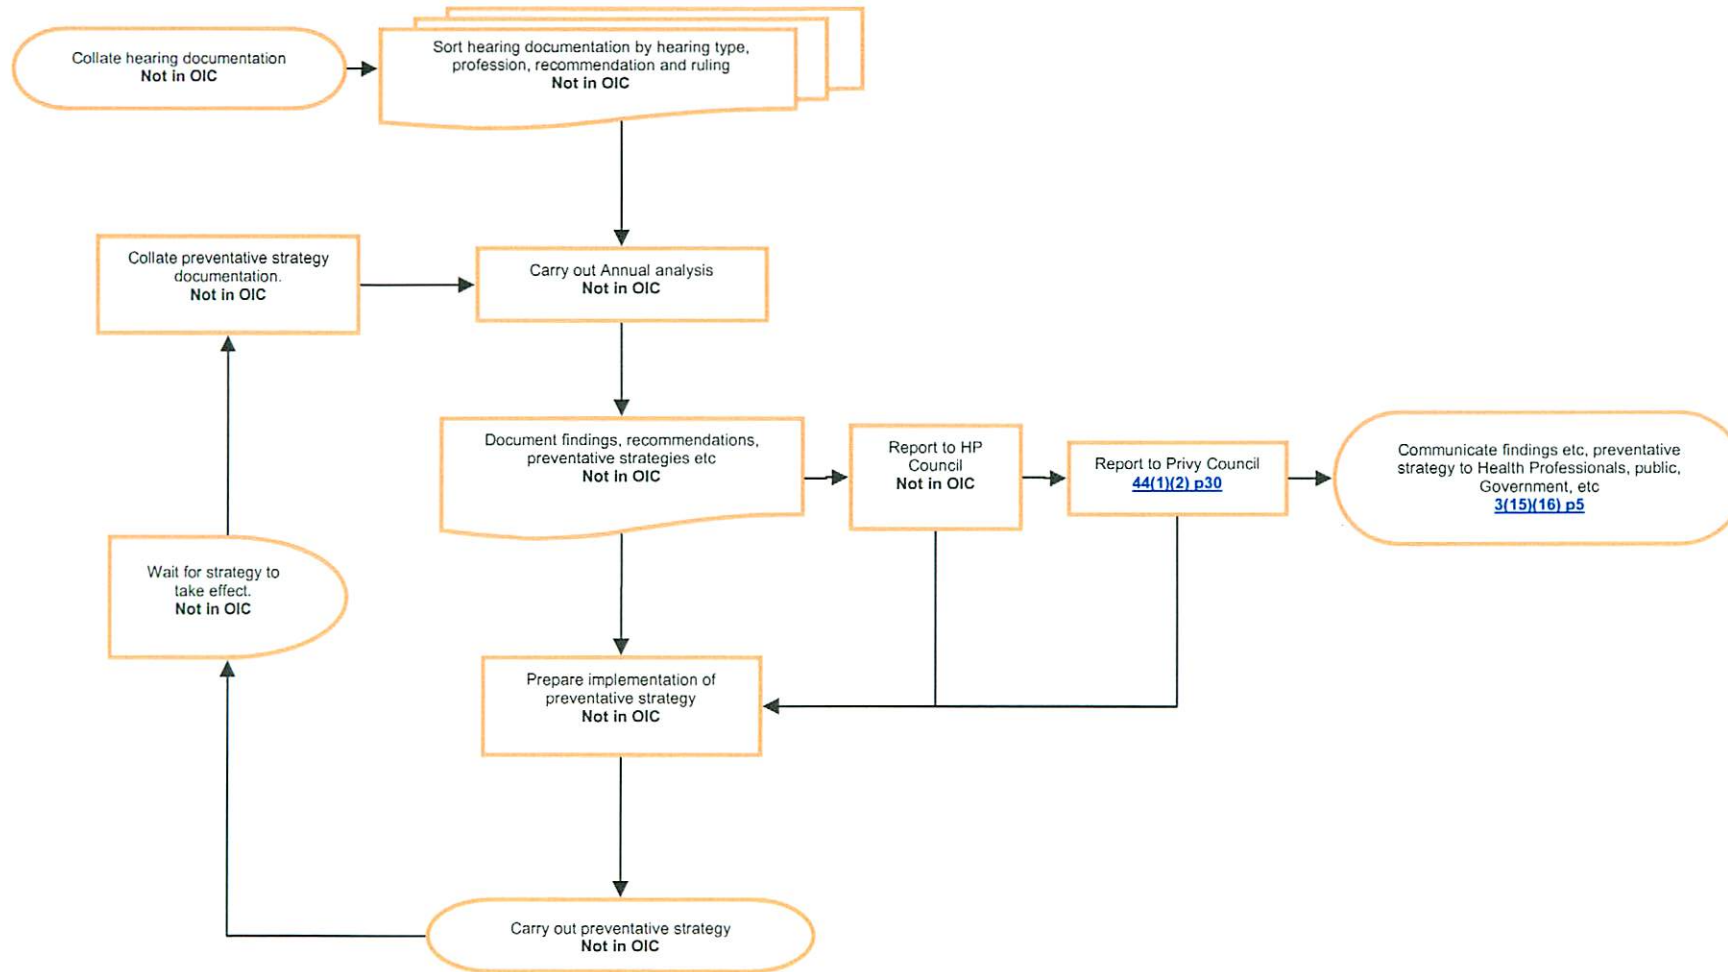 Collate hearing documentation
Not in OIC
Sort hearing documentation by hearing type,
profession, recommendation and ruling
Not in OIC
Collate preventative strategy
documentation.
Not in OIC
Carry out Annual analysis
Not in OIC
Document findings, recommendations,
preventative strategies etc
Not in OIC
Report to HP
Council
Not in OIC
Report to Privy Council
44(1)(2) p30
Communicate findings etc, preventative
strategy to Health Professionals, public,
Government, etc
3(15)(16) p5
Wait for strategy to
take effect.
Not in OIC
Prepare implementation of
preventative strategy
Not in OIC
Carry out preventative strategy
Not in OIC